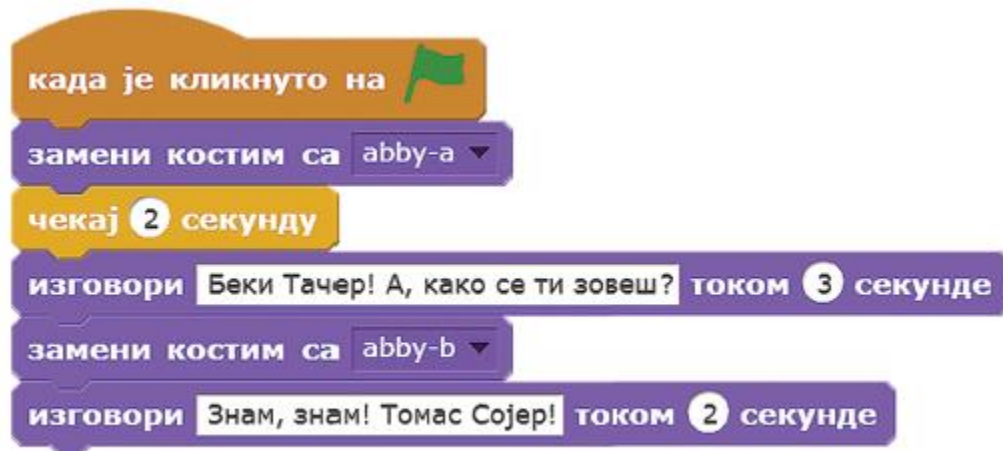 када је кликнуто на
замени костим са abby-a
чекај 2 секунду
изговори Беки Тачер! А, како се ти зовеш? током 3 секунде
замени костим са abby-b
изговори Знам, знам! Томас Сојер! током 2 секунде